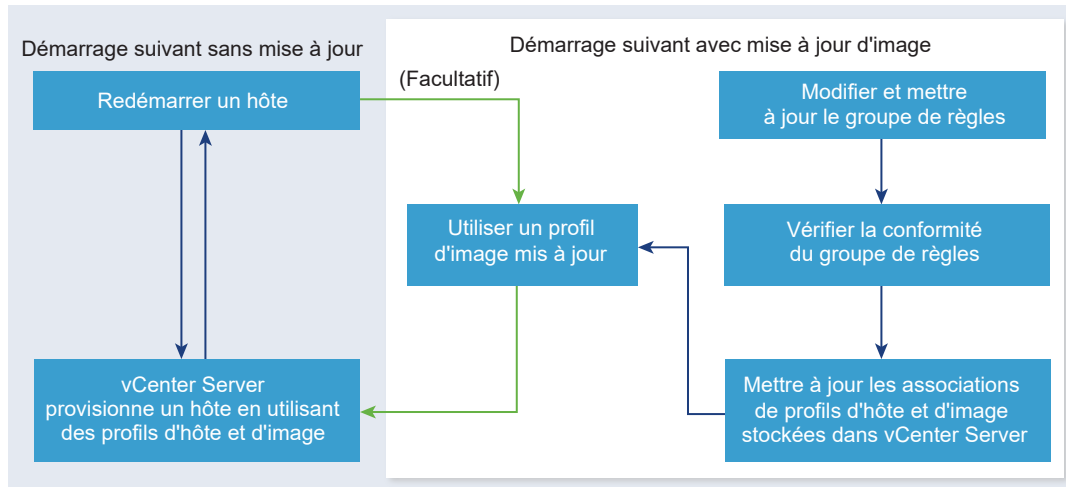 Démarrage suivant sans mise à jour
Redémarrer un hôte
vCenter Server
provisionne un hôte en utilisant
des profils d'hôte et d'image
Démarrage suivant avec mise à jour d'image
(Facultatif)
Utiliser un profil
d'image mis à jour
Modifier et mettre
à jour le groupe de règles
Vérifier la conformité
du groupe de règles
Mettre à jour les associations
de profils d'hôte et d'image
stockées dans vCenter Server